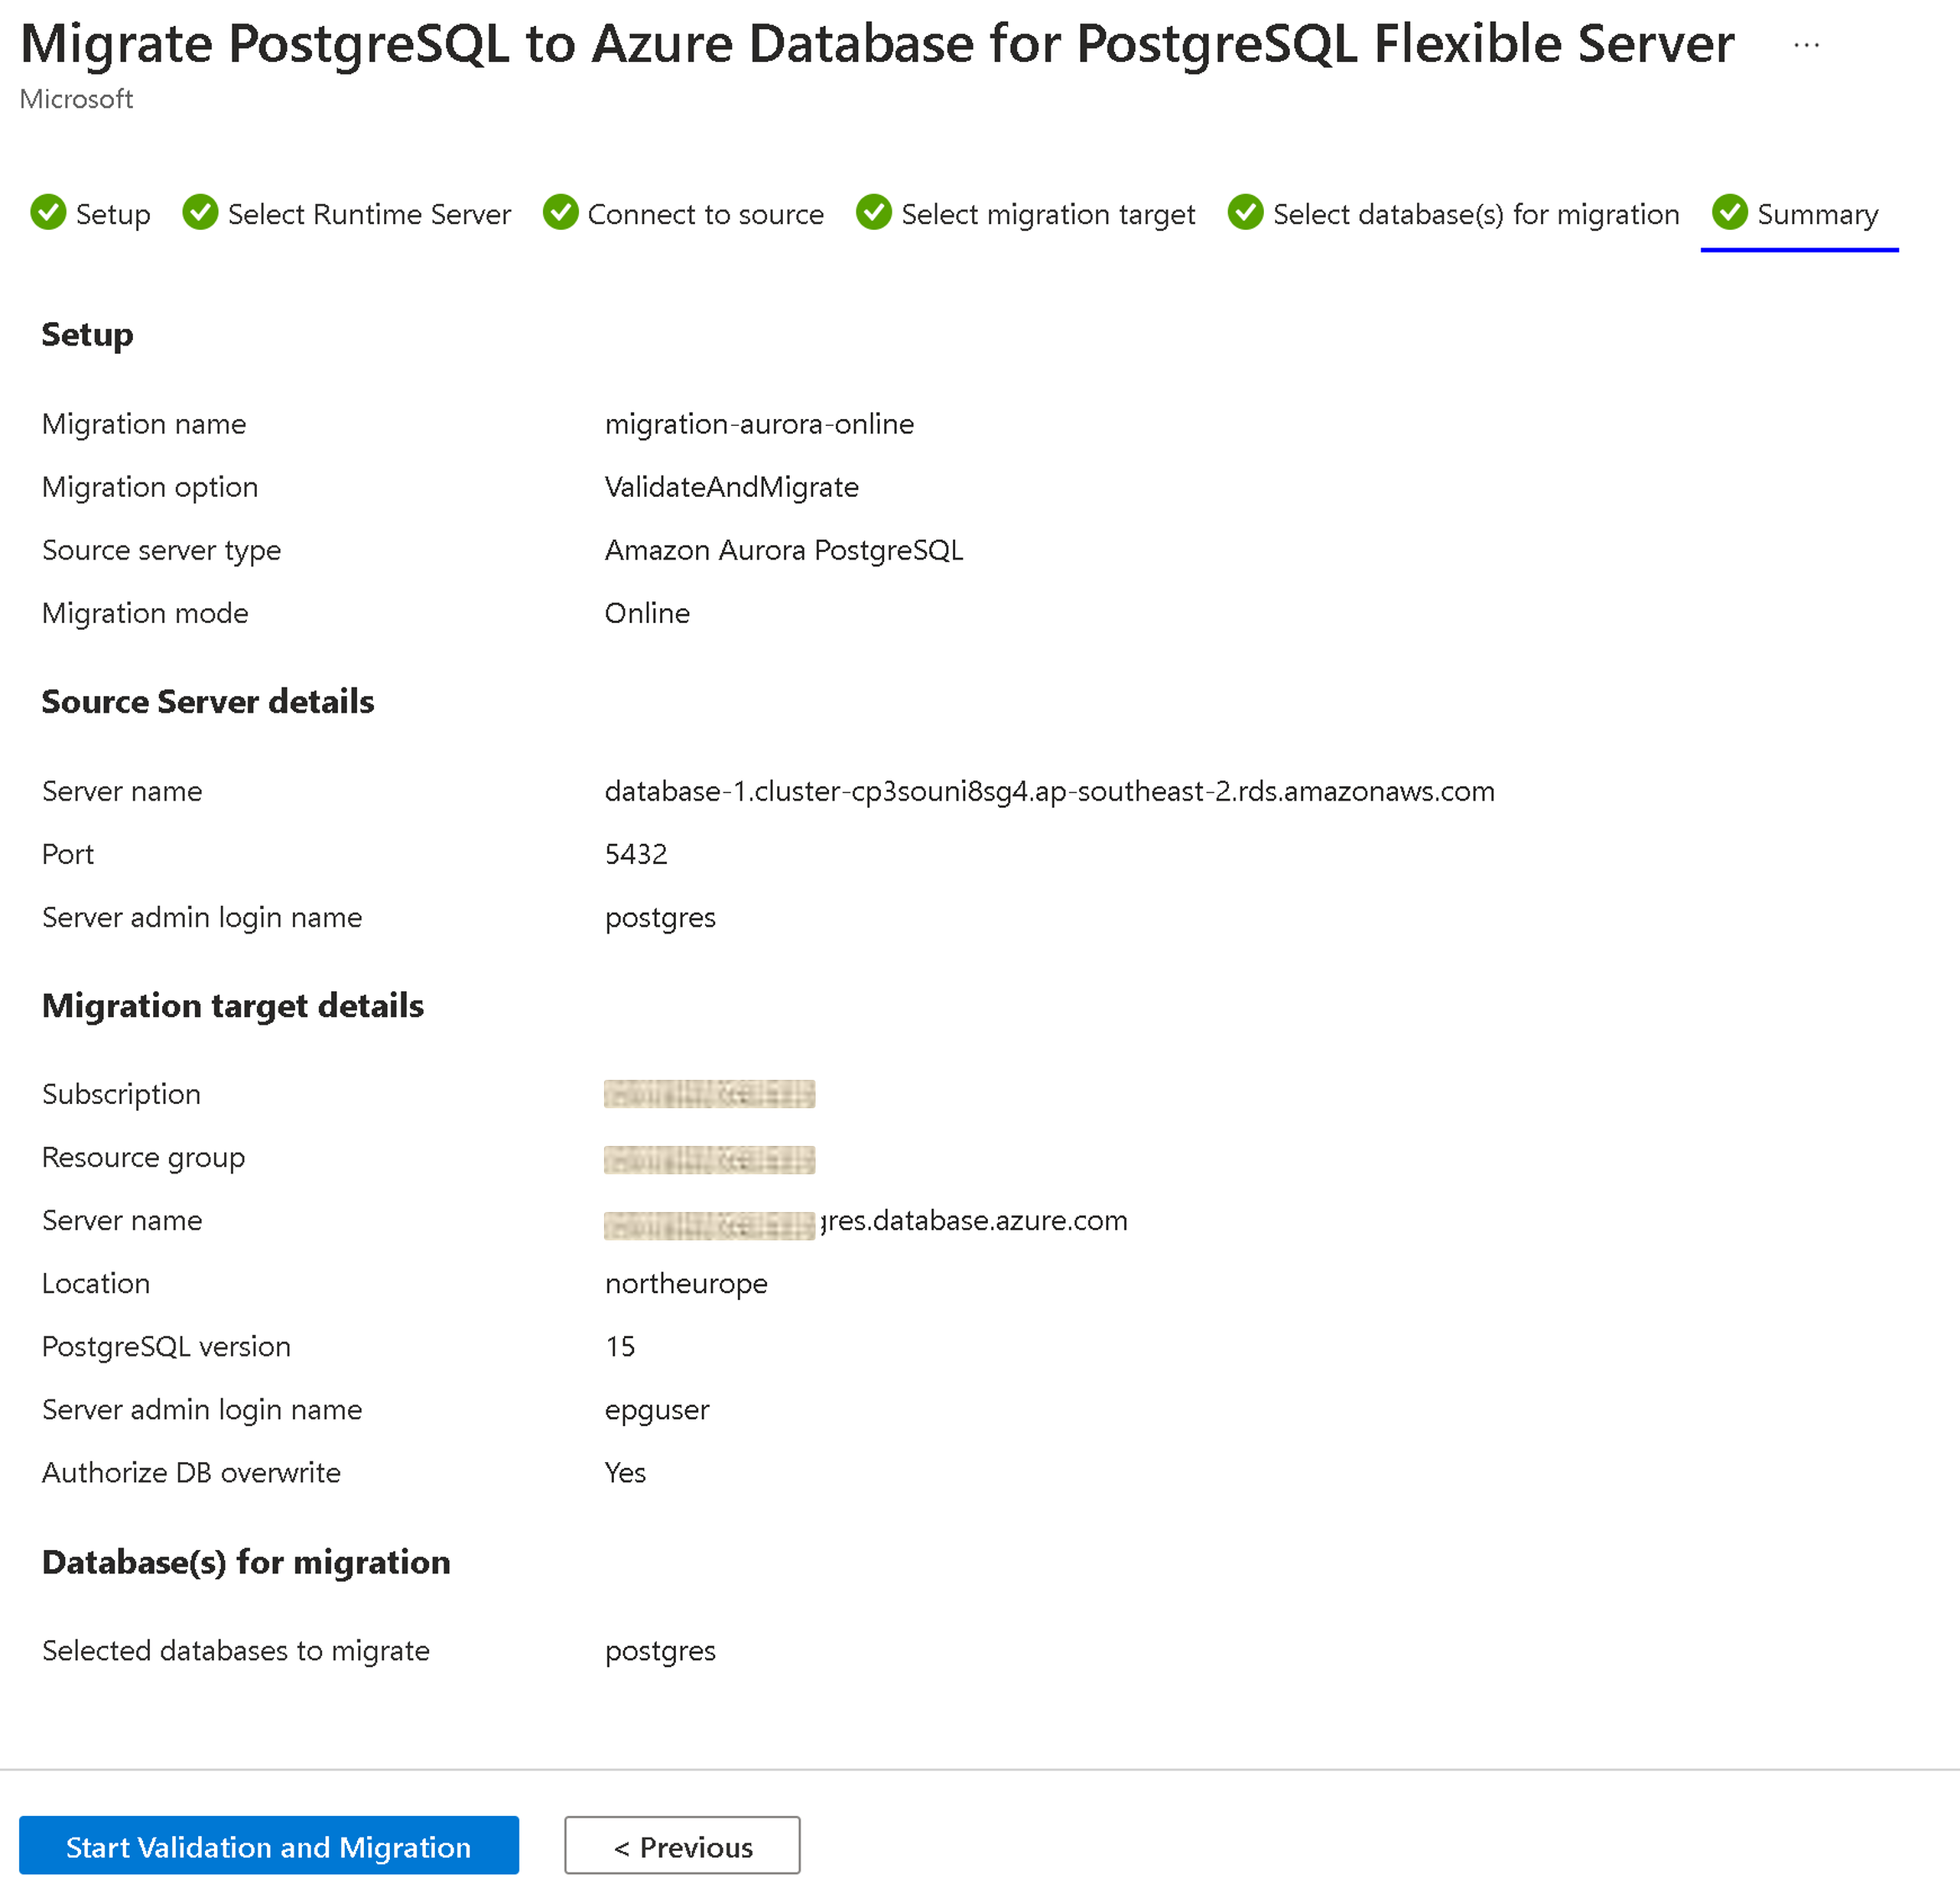 Migrate PostgreSQL to Azure Database for PostgreSQL Flexible Server ...
Microsoft
Setup Select Runtime Server Connect to source Select migration target Select database(s) for migration Summary
Setup
Migration name migration-aurora-online
Migration option ValidateAndMigrate
Source server type Amazon Aurora PostgreSQL
Migration mode Online
Source Server details
Server name database-1.cluster-cp3souni8sg4.ap-southeast-2.rds.amazonaws.com
Port 5432
Server admin login name postgres
Migration target details
Subscription
Resource group
Server name gres.database.azure.com
Location northeurope
PostgreSQL version 15
Server admin login name epguser
Authorize DB overwrite Yes
Database(s) for migration
Selected databases to migrate postgres
Start Validation and Migration < Previous